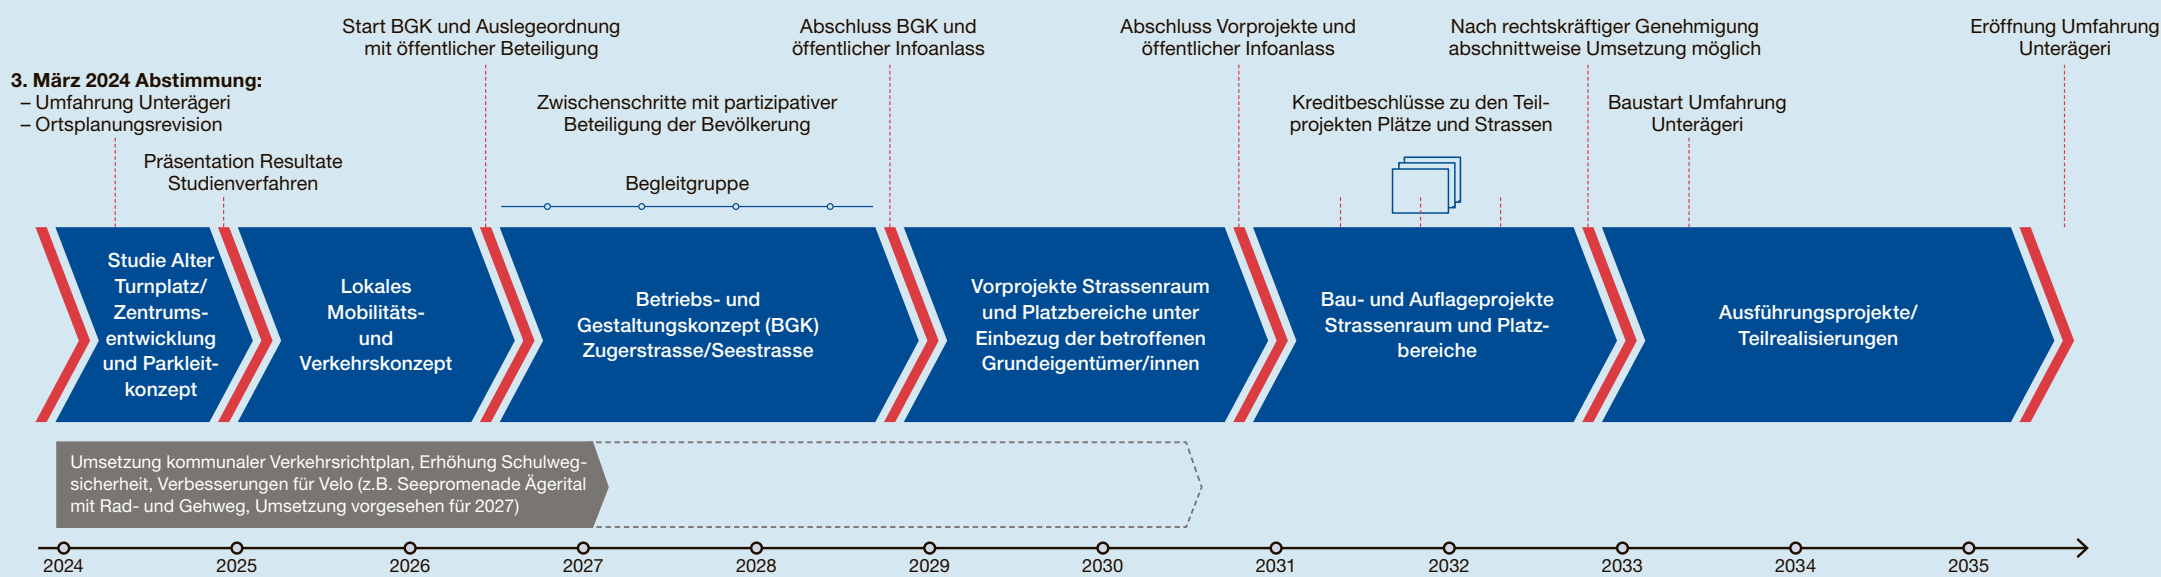 Start BGK und Auslegeordnung
mit öffentlicher Beteiligung
Abschluss BGK und
öffentlicher Infoanlass
Abschluss Vorprojekte und
öffentlicher Infoanlass
Nach rechtskräftiger Genehmigung
abschnittweise Umsetzung möglich
Eröffnung Umfahrung
Unterägeri
3. März 2024 Abstimmung:
– Umfahrung Unterägeri
– Ortsplanungsrevision
Zwischenschritte mit partizipativer
Beteiligung der Bevölkerung
Kreditbeschlüsse zu den Teil-
projekten Plätze und Strassen
Baustart Umfahrung
Unterägeri
Präsentation Resultate
Studienverfahren
Begleitgruppe
Studie Alter
Turnplatz/
Zentrums-
entwicklung
und Parkleit-
konzept
Lokales
Mobilitäts-
und
Verkehrskonzept
Betriebs- und
Gestaltungskonzept (BGK)
Zugerstrasse/Seestrasse
Vorprojekte Strassenraum
und Platzbereiche unter
Einbezug der betroffenen
Grundeigentümer/innen
Bau- und Auflageprojekte
Strassenraum und Platz-
bereiche
Ausführungsprojekte/
Teilrealisierungen
Umsetzung kommunaler Verkehrsrichtplan, Erhöhung Schulweg-
sicherheit, Verbesserungen für Velo (z.B. Seepromenade Ägerital
mit Rad- und Gehweg, Umsetzung vorgesehen für 2027)
2024
2025
2026
2027
2028
2029
2030
2031
2032
2033
2034
2035